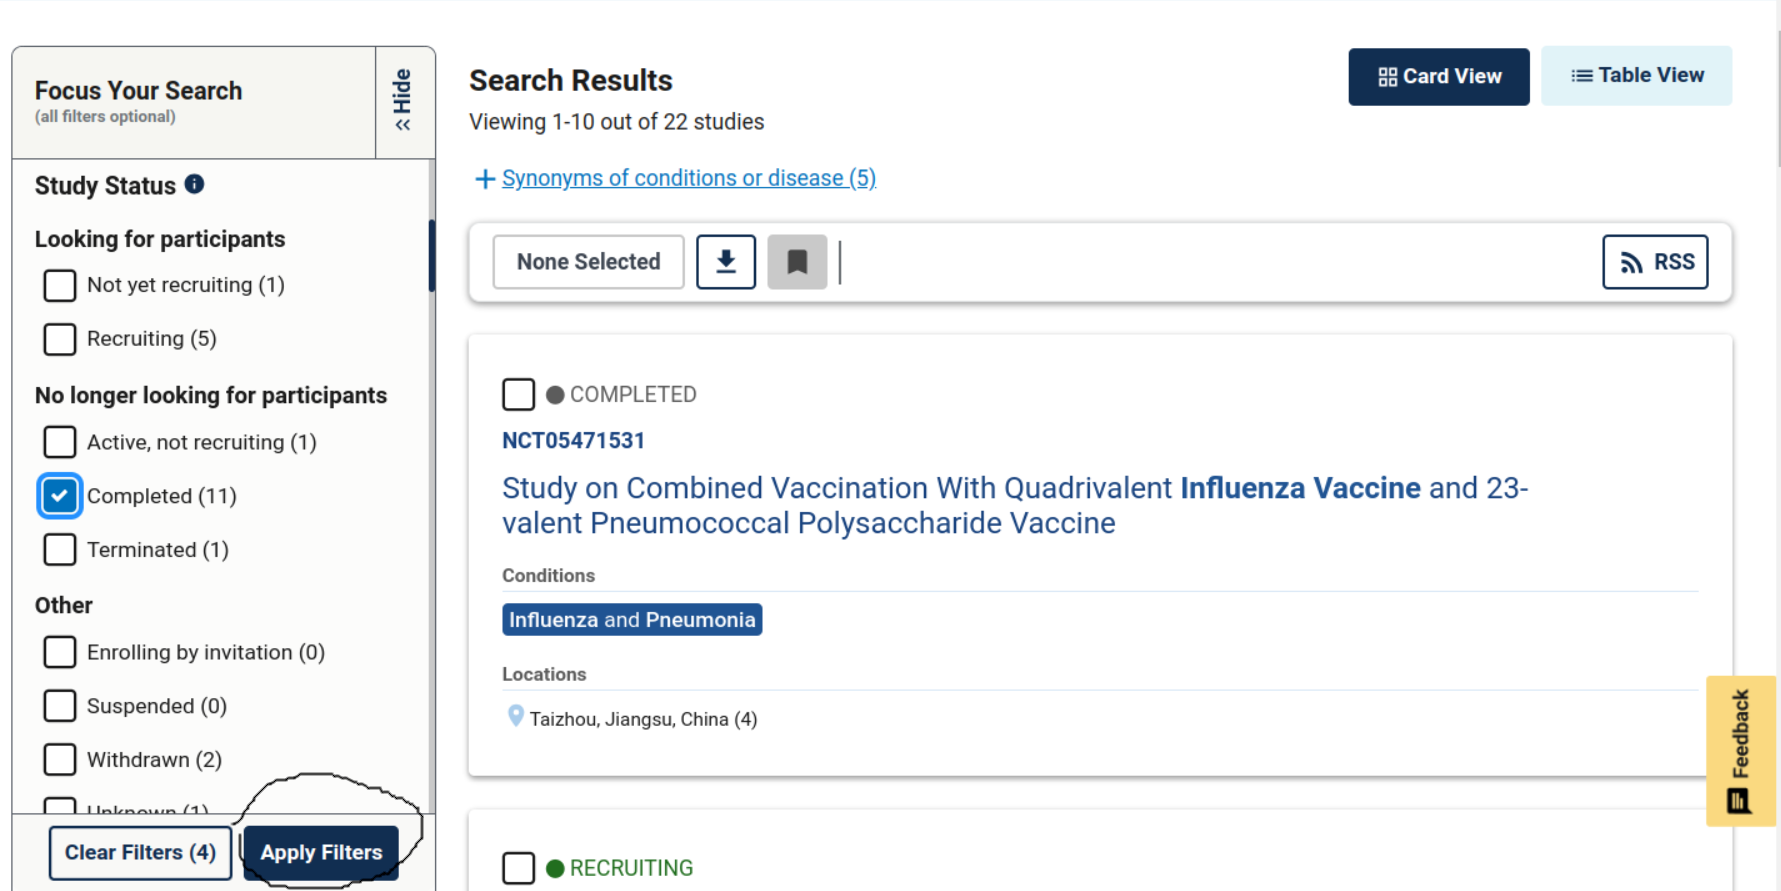 Focus Your Search
(all filters optional)
Hide
Study Status
Looking for participants
Not yet recruiting (1)
Recruiting (5)
No longer looking for participants
Active, not recruiting (1)
Completed (11)
Terminated (1)
Other
Enrolling by invitation (0)
Suspended (0)
Withdrawn (2)
Unknown (1)
Clear Filters (4)
Apply Filters
Search Results
Viewing 1-10 out of 22 studies
Card View
Table View
Synonyms of conditions or disease (5)
None Selected
RSS
COMPLETED
NCT05471531
Study on Combined Vaccination With Quadrivalent Influenza Vaccine and 23-
valent Pneumococcal Polysaccharide Vaccine
Conditions
Influenza and Pneumonia
Locations
Taizhou, Jiangsu, China (4)
RECRUITING
Feedback